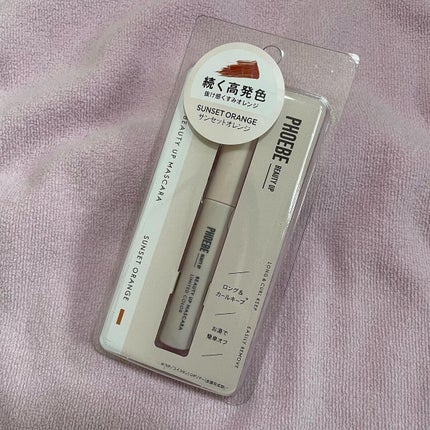 続く高発色
抜け感くすみオレンジ
SUNSET ORANGE
サンセットオレンジ
PHOEBE
BEAUTY UP
BEAUTY UP MASCARA
SUNSET ORANGE
PHOEBE
BEAUTY UP
BEAUTY UP MASCARA
LIMITED COLOR
LONG & CURL KEEP
EASILY REMOVE
ロング&
カールキープ
お湯で
簡単オフ